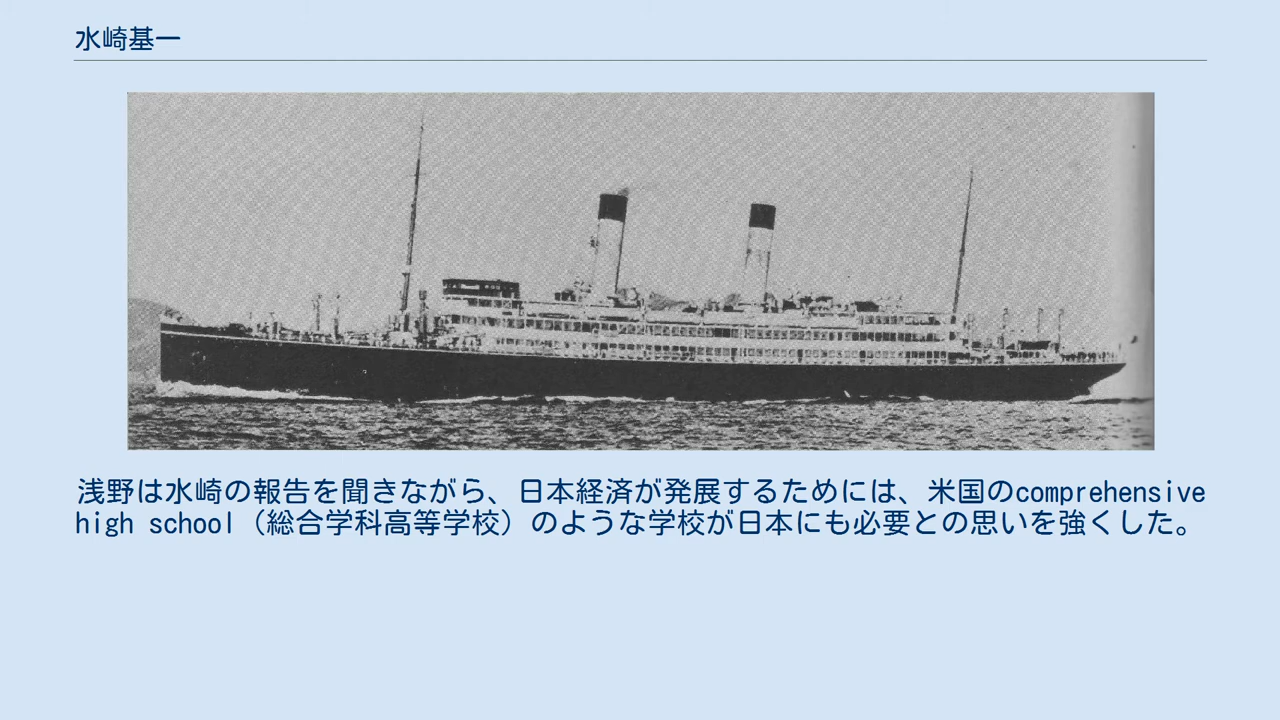 水崎基一
浅野は水崎の報告を聞きながら、日本経済が発展するためには、米国のcomprehensive
high school（総合学科高等学校）のような学校が日本にも必要との思いを強くした。